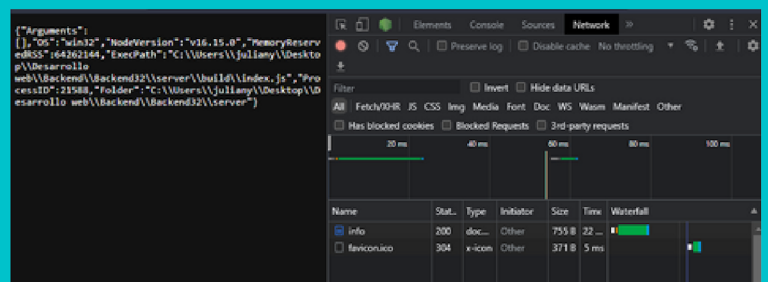 {"Arguments":
[],"OS":"win32","NodeVersion":"v16.15.0","MemoryReserv
edRSS":64262144,"ExecPath":"C:\\Users\\juliany\\Deskto
p\\Desarrollo
web\\Backend\\Backend32\\server\\build\\index.js","Pro
cessID":21588,"Folder":"C:\\Users\\juliany\\Desktop\\D
esarrollo web\\Backend\\Backend32\\server"}
Elements Console Sources Network »
Preserve log Disable cache No throttling
Filter Invert Hide data URLs
All Fetch/XHR JS CSS Img Media Font Doc WS Wasm Manifest Other
Has blocked cookies Blocked Requests 3rd-party requests
20 ms 40 ms 60 ms 80 ms 100 ms
Name Stat... Type Initiator Size Time Waterfall
info 200 doc... Other 755 B 22 ...
favicon.ico 304 x-icon Other 371 B 5 ms